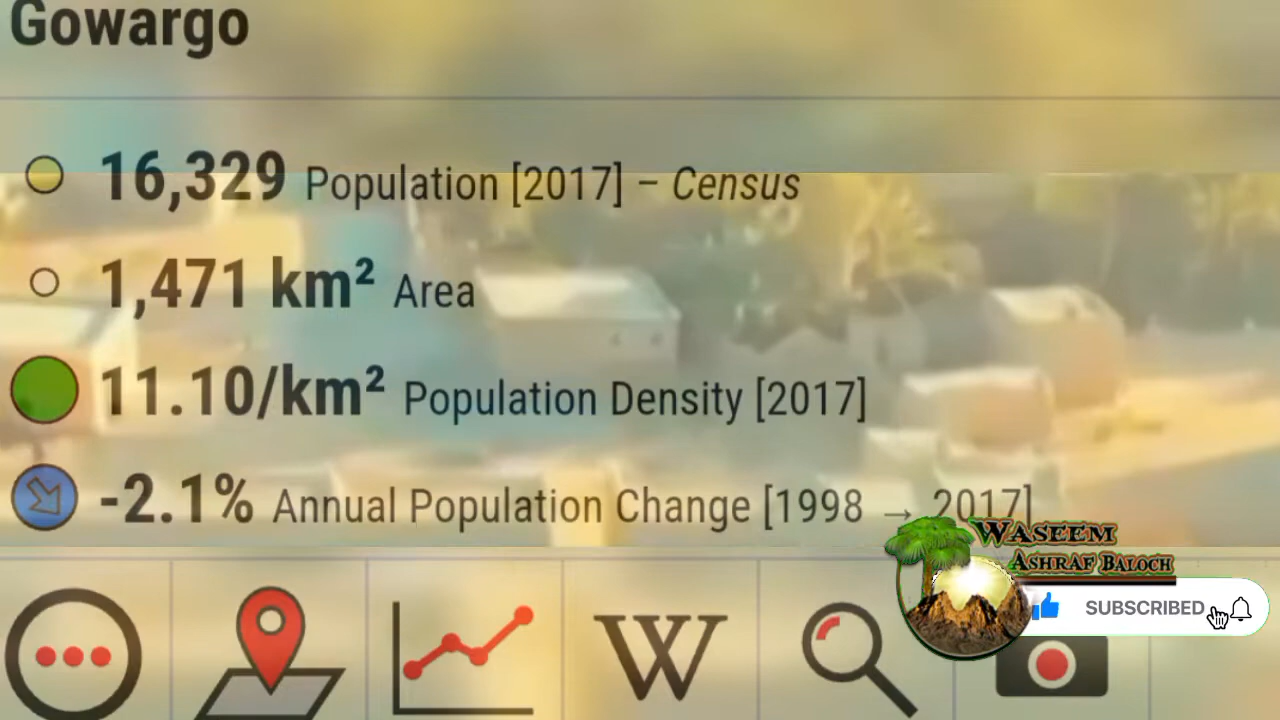 Gowargo
16,329 Population [2017] – Census
1,471 km² Area
11.10/km² Population Density [2017]
-2.1% Annual Population Change [1998 → 2017]
W
WASEEM
ASHRAF BALOCH
SUBSCRIBED